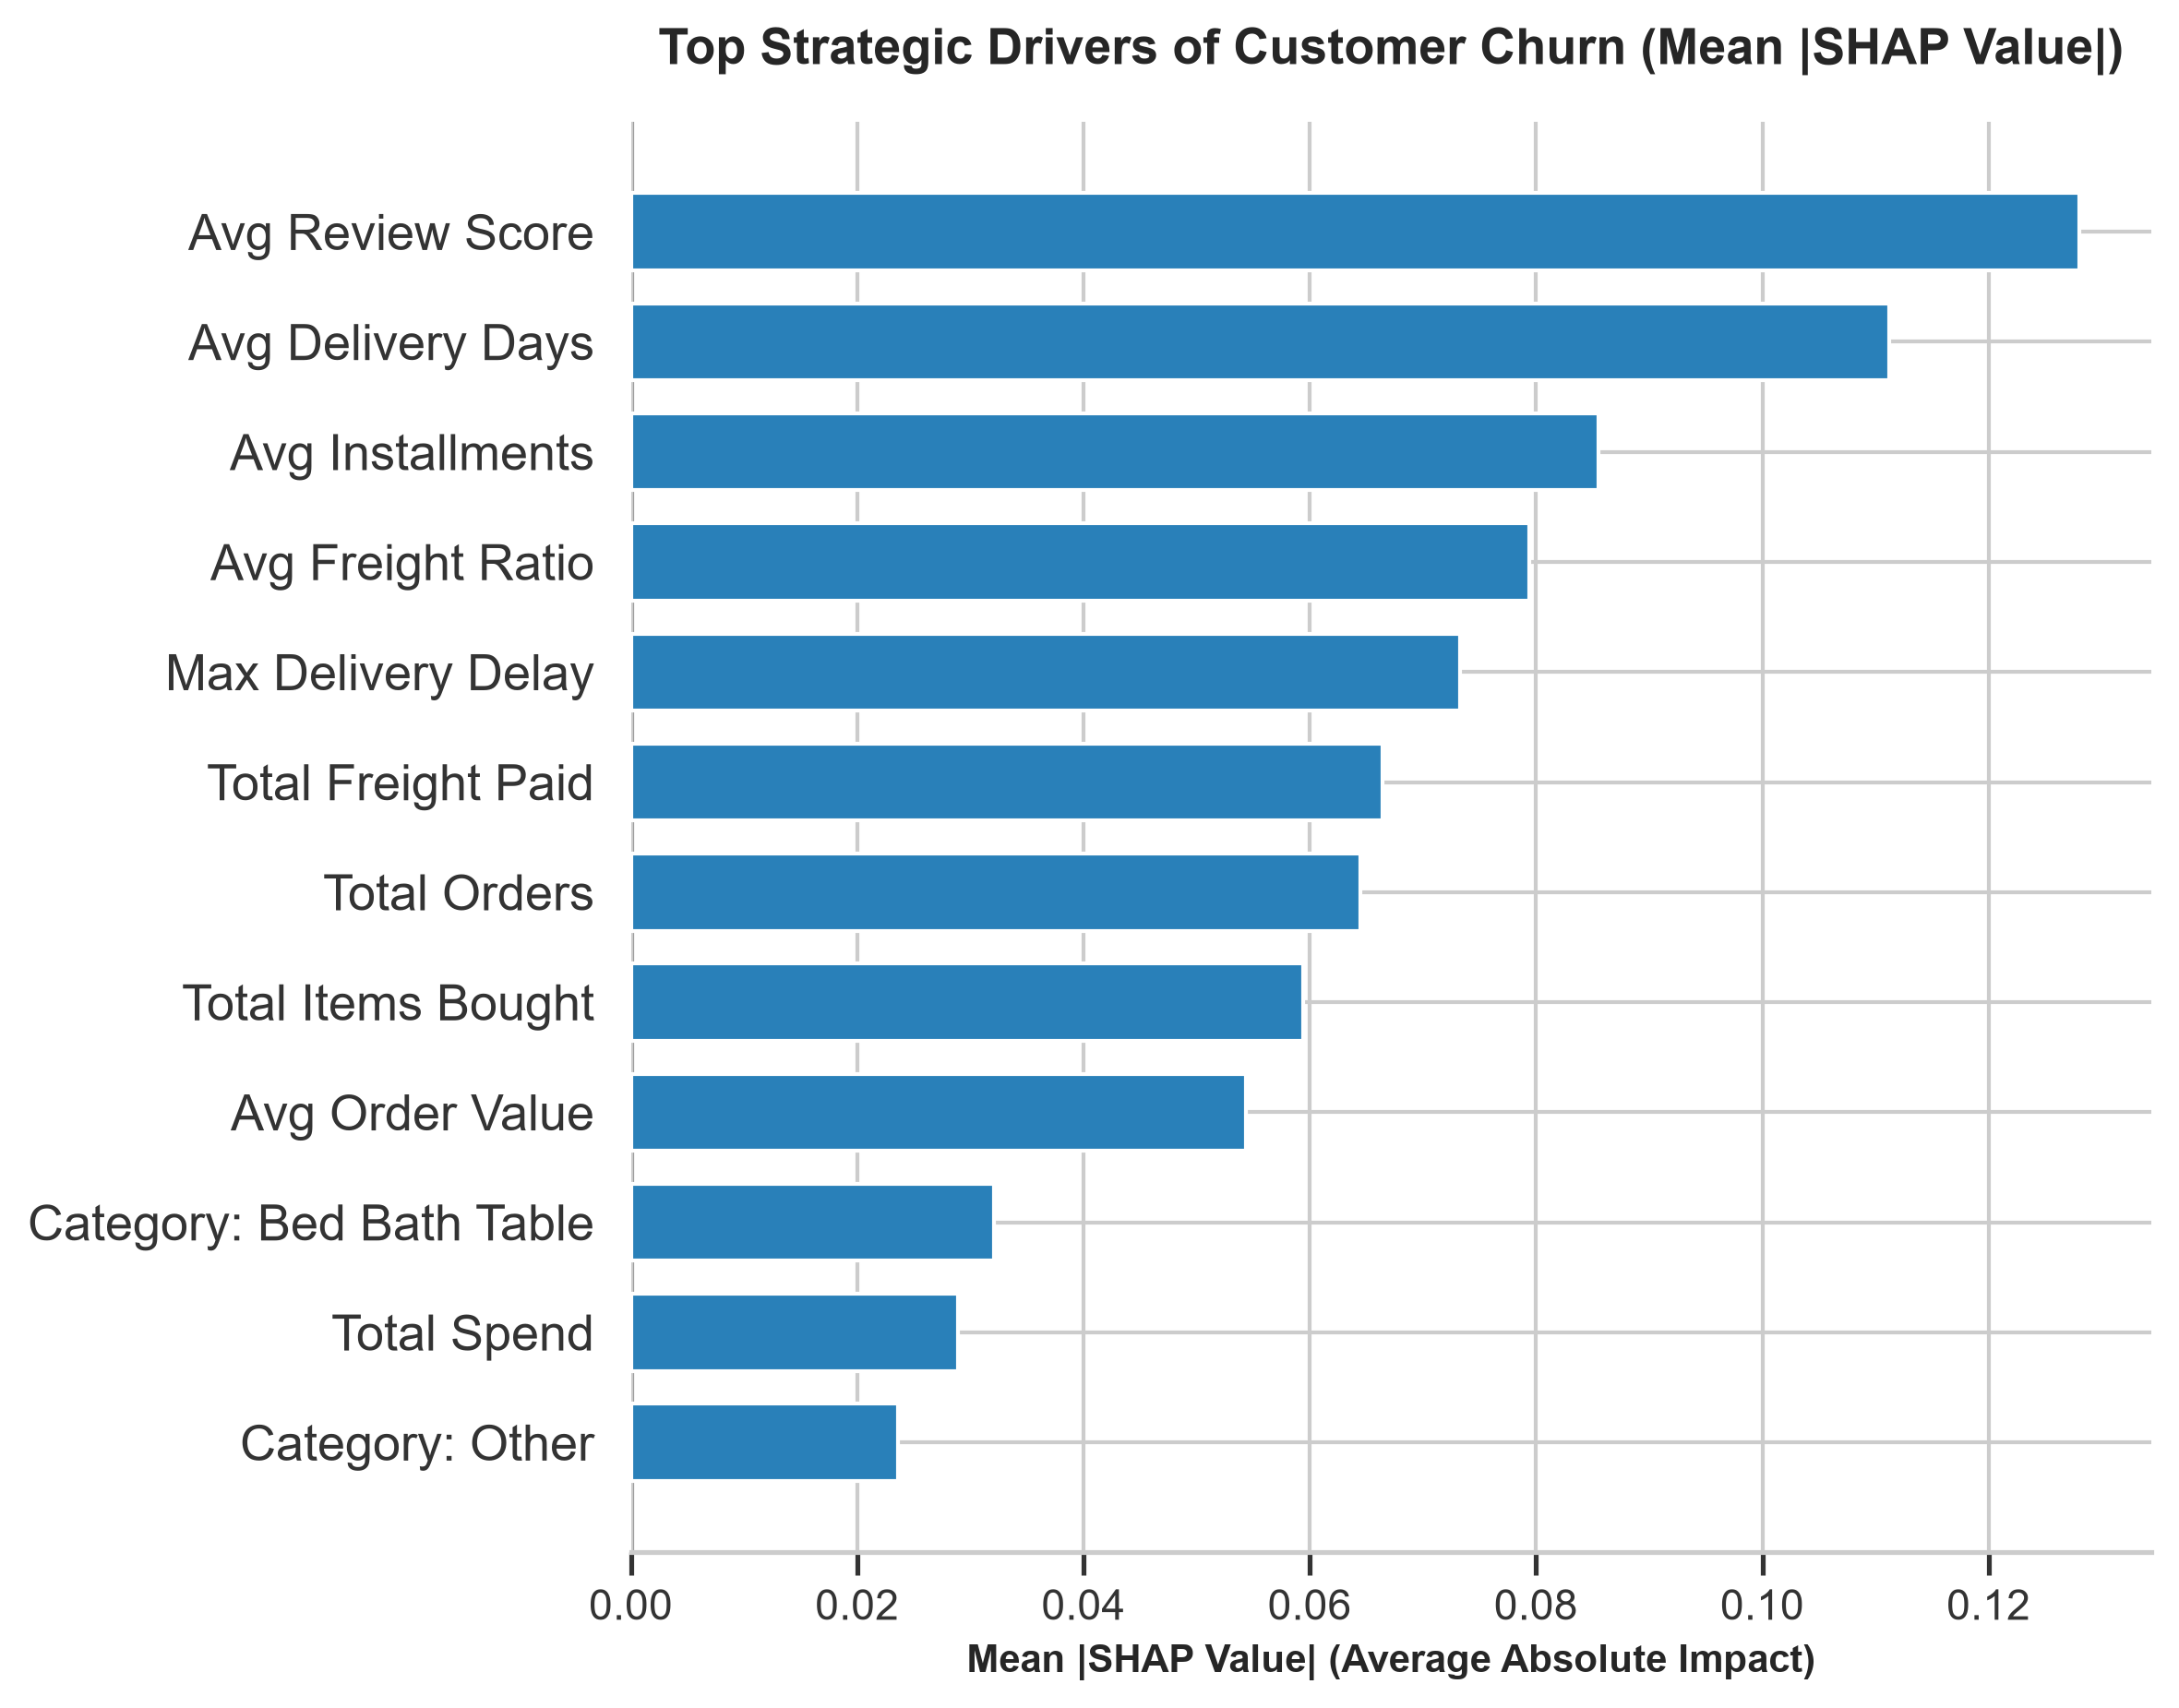 Top Strategic Drivers of Customer Churn (Mean |SHAP Value|)
Avg Review Score
Avg Delivery Days
Avg Installments
Avg Freight Ratio
Max Delivery Delay
Total Freight Paid
Total Orders
Total Items Bought
Avg Order Value
Category: Bed Bath Table
Total Spend
Category: Other
0.00 0.02 0.04 0.06 0.08 0.10 0.12
Mean |SHAP Value| (Average Absolute Impact)